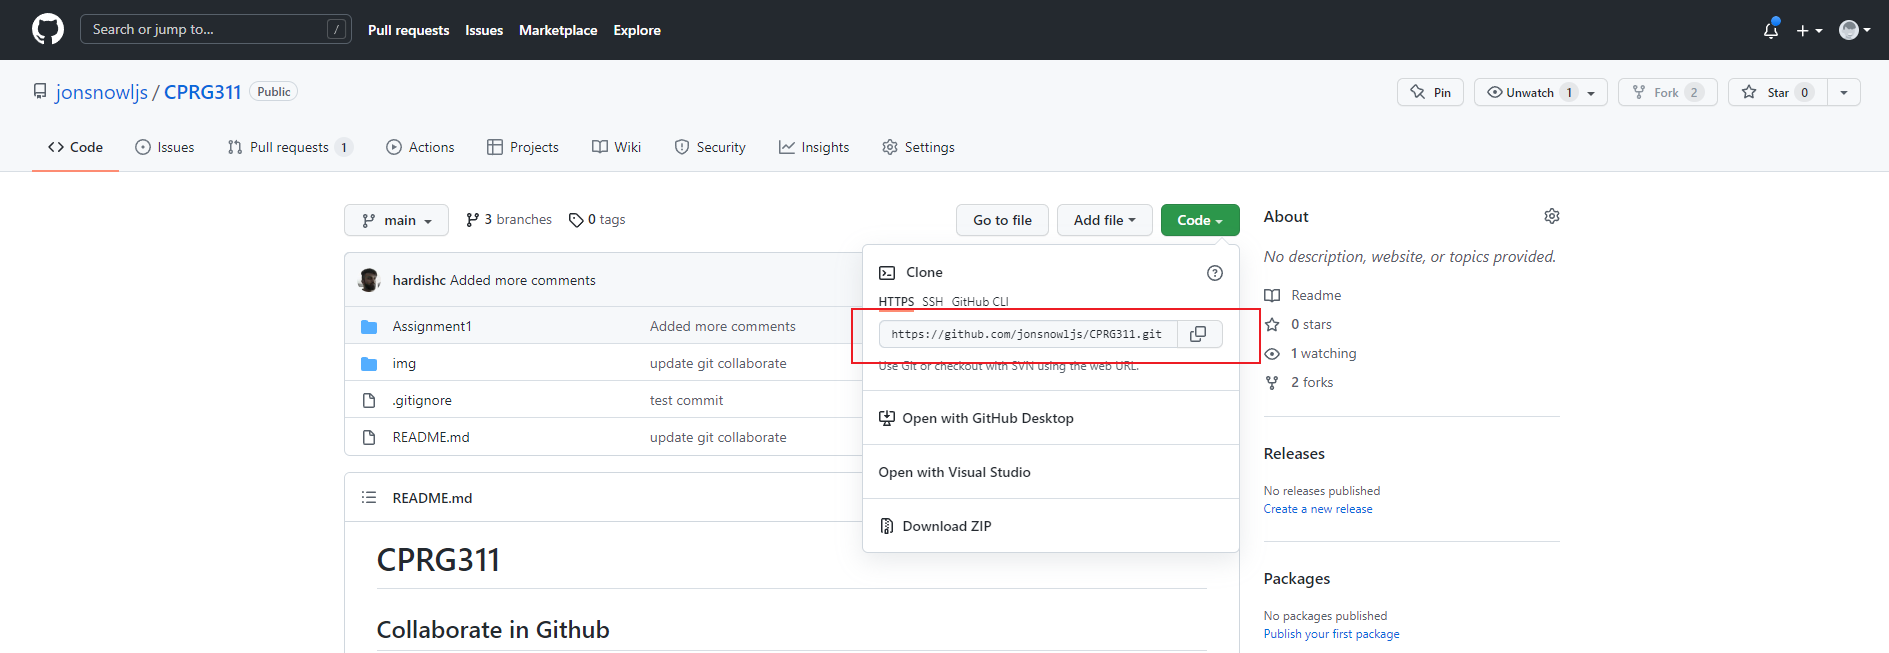 Search or jump to... / Pull requests Issues Marketplace Explore
jonsnowljs / CPRG311 Public Pin Unwatch 1 Fork 2 Star 0
Code Issues Pull requests 1 Actions Projects Wiki Security Insights Settings
main 3 branches 0 tags Go to file Add file Code
hardishc Added more comments
Assignment1 Added more comments
img update git collaborate
.gitignore test commit
README.md update git collaborate
README.md
CPRG311
Collaborate in Github
Clone
HTTPS SSH GitHub CLI
https://github.com/jonsnowljs/CPRG311.git
Use Git or checkout with SVN using the web URL.
Open with GitHub Desktop
Open with Visual Studio
Download ZIP
About
No description, website, or topics provided.
Readme
0 stars
1 watching
2 forks
Releases
No releases published
Create a new release
Packages
No packages published
Publish your first package